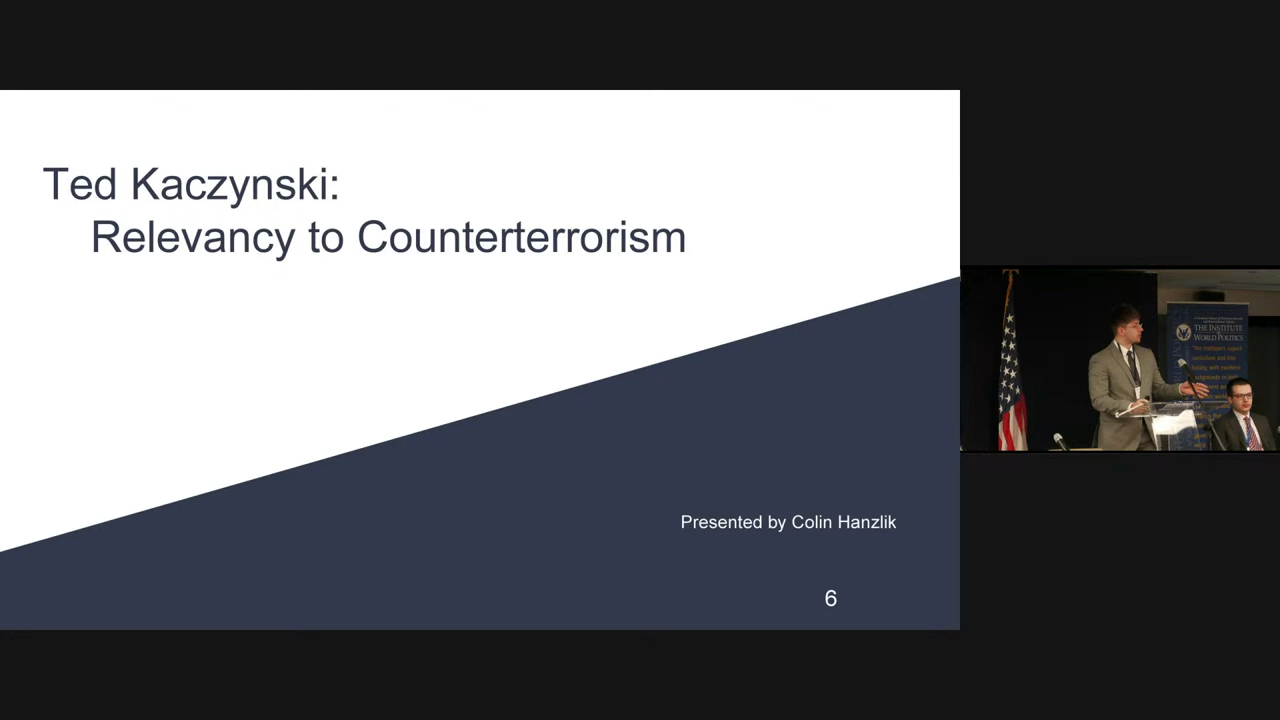 Ted Kaczynski:
Relevancy to Counterterrorism
Presented by Colin Hanzlik
6
THE INSTITUTE
WORLD POLITICS